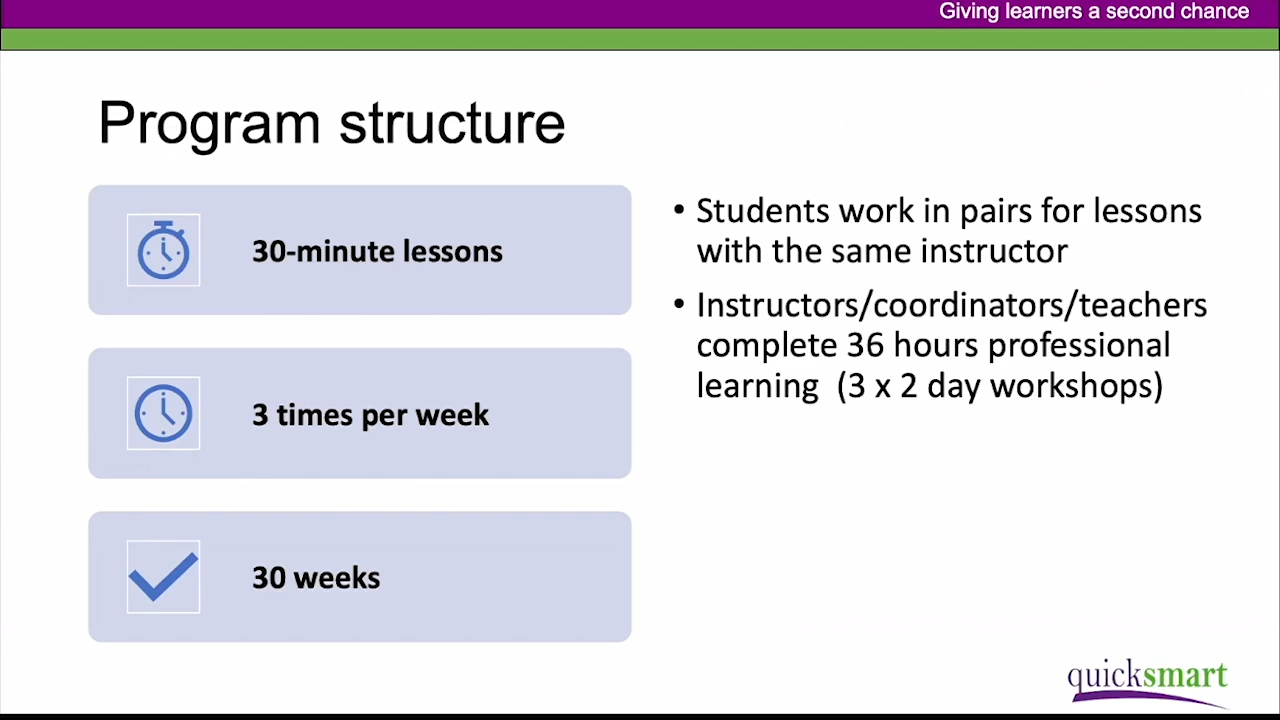 Giving learners a second chance
Program structure
30-minute lessons
3 times per week
30 weeks
• Students work in pairs for lessons
with the same instructor
• Instructors/coordinators/teachers
complete 36 hours professional
learning  (3 x 2 day workshops)
quicksmart